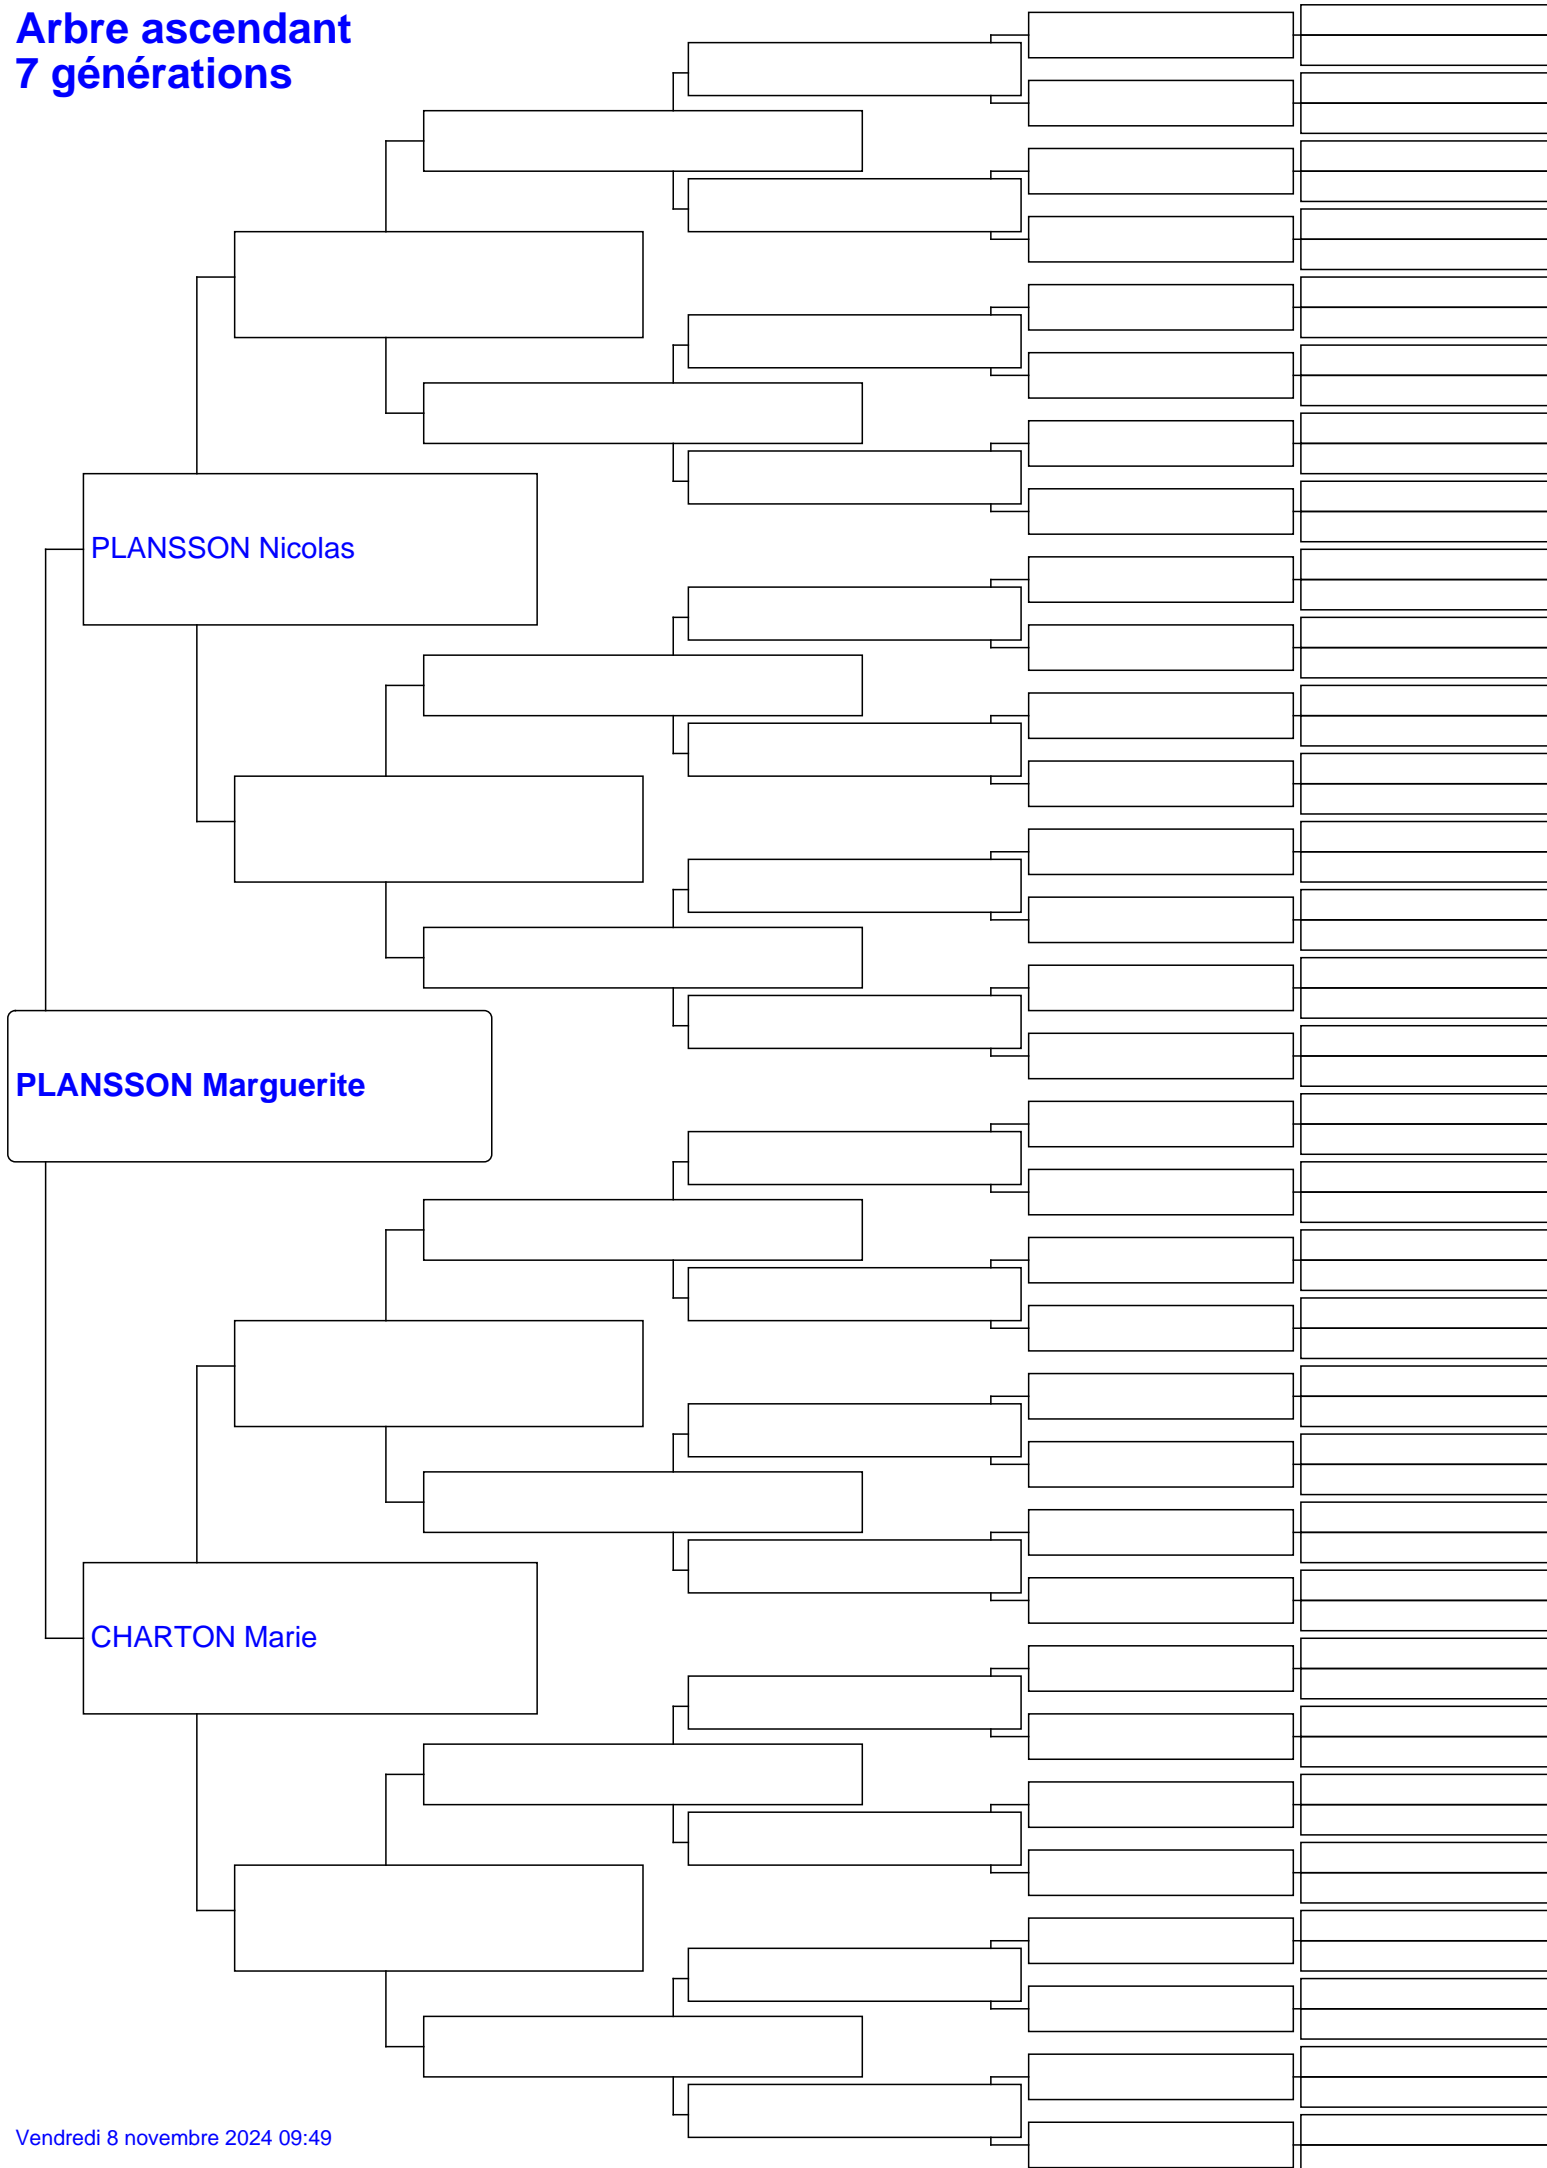 Arbre ascendant
7 générations
PLANSSON Nicolas
PLANSSON Marguerite
CHARTON Marie
Vendredi 8 novembre 2024 09:49